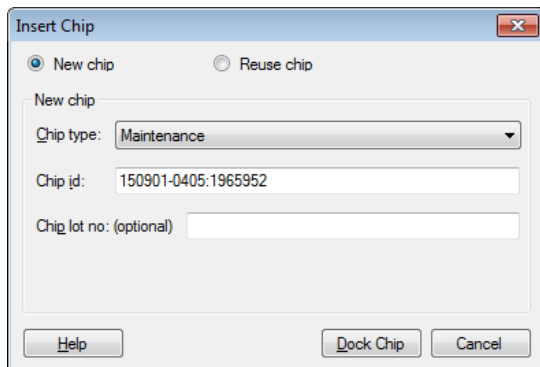 Insert Chip
New chip
Reuse chip
New chip
Chip type: Maintenance
Chip id: 150901-0405:1965952
Chip lot no: (optional)
Help
Dock Chip
Cancel